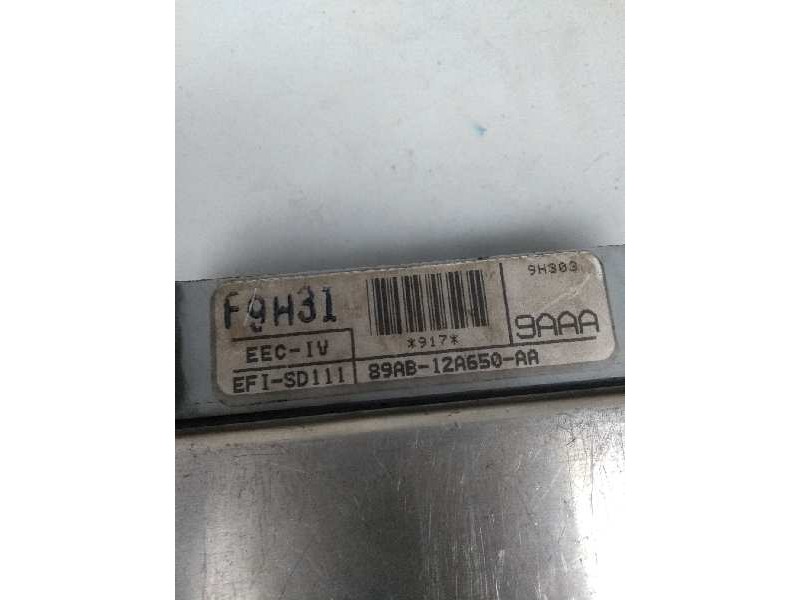 F9H31
9H303
*917*
9AAA
EEC-IV
EFI-SD111
89AB-12A650-AA